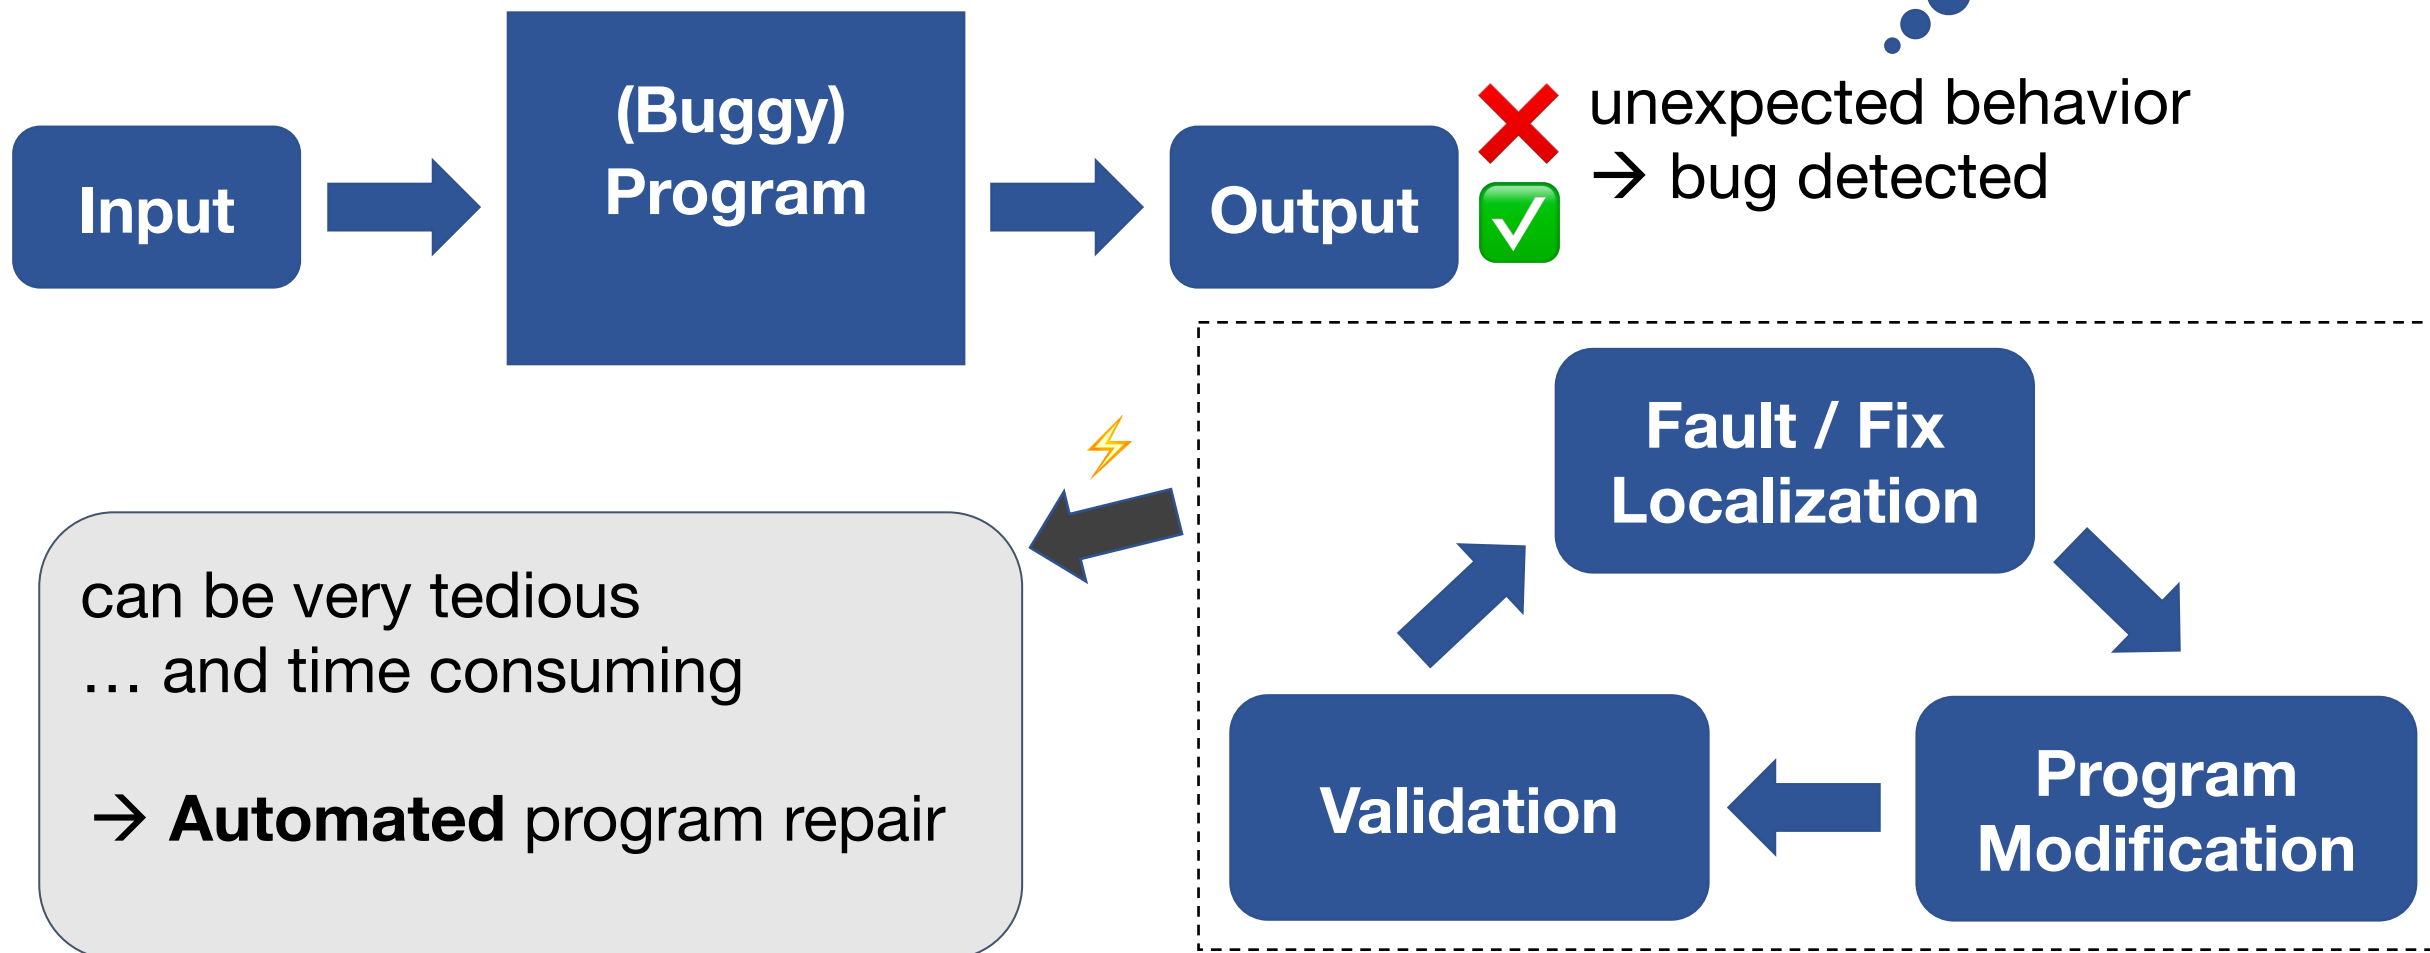 (Buggy)
Program
Input
Output
unexpected behavior
→ bug detected
Fault / Fix
Localization
can be very tedious
… and time consuming
→ Automated program repair
Validation
Program
Modification